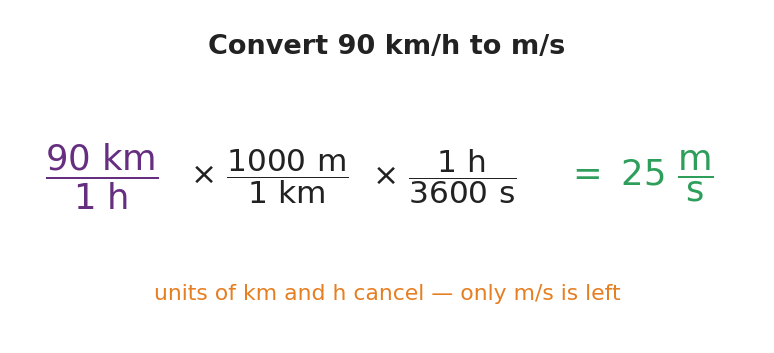 Convert 90 km/h to m/s
90 km / 1 h × 1000 m / 1 km × 1 h / 3600 s = 25 m / s
units of km and h cancel — only m/s is left